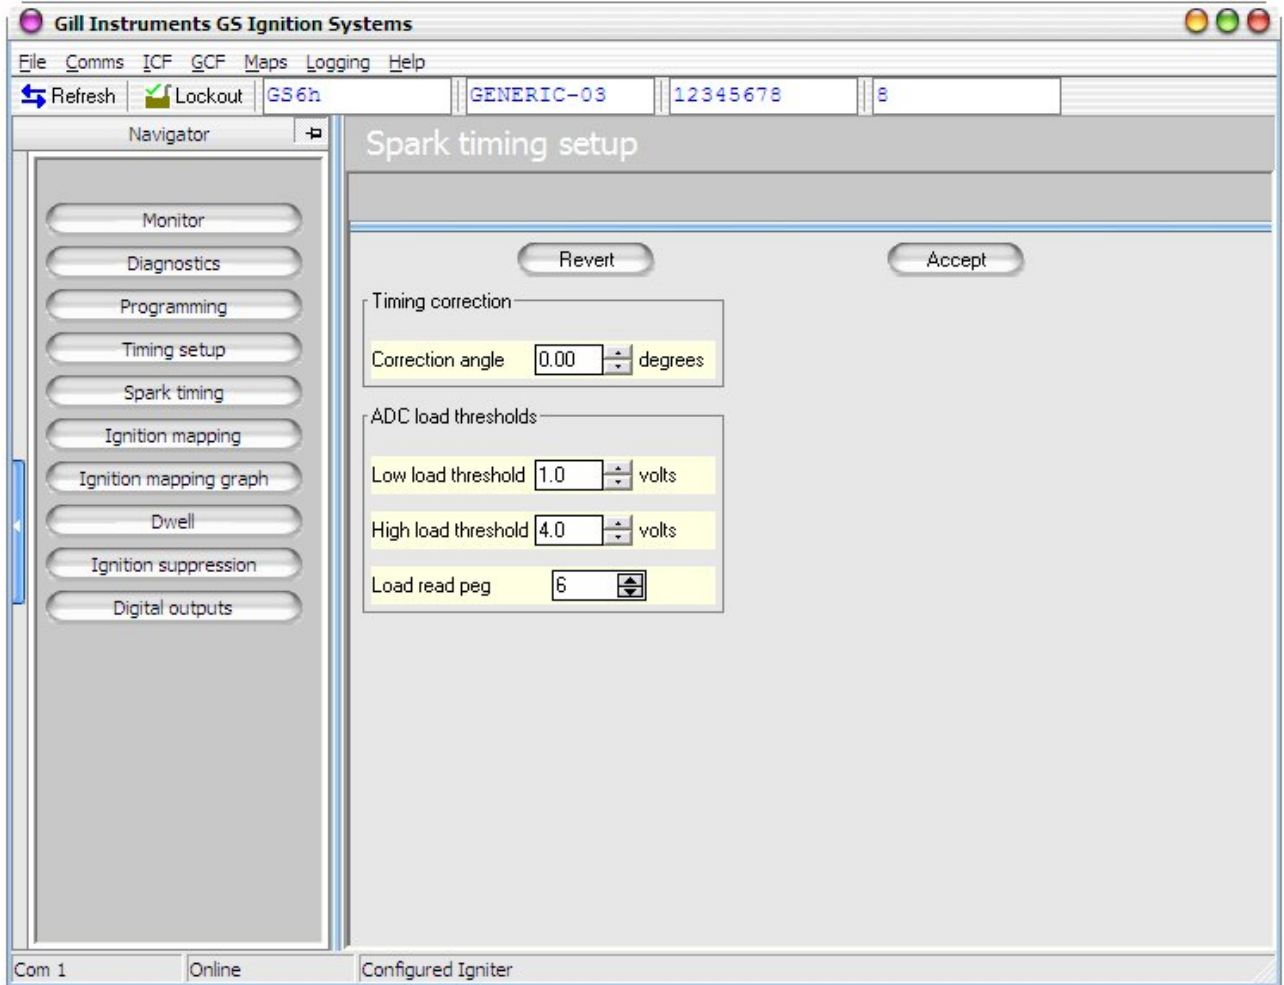 Gill Instruments GS Ignition Systems
File Comms ICF GCF Maps Logging Help
Refresh Lockout GS6h GENERIC-03 12345678 8
Navigator
Spark timing setup
Monitor
Diagnostics
Programming
Timing setup
Spark timing
Ignition mapping
Ignition mapping graph
Dwell
Ignition suppression
Digital outputs
Revert Accept
Timing correction
Correction angle 0.00 degrees
ADC load thresholds
Low load threshold 1.0 volts
High load threshold 4.0 volts
Load read peg 6
Com 1 Online Configured Igniter